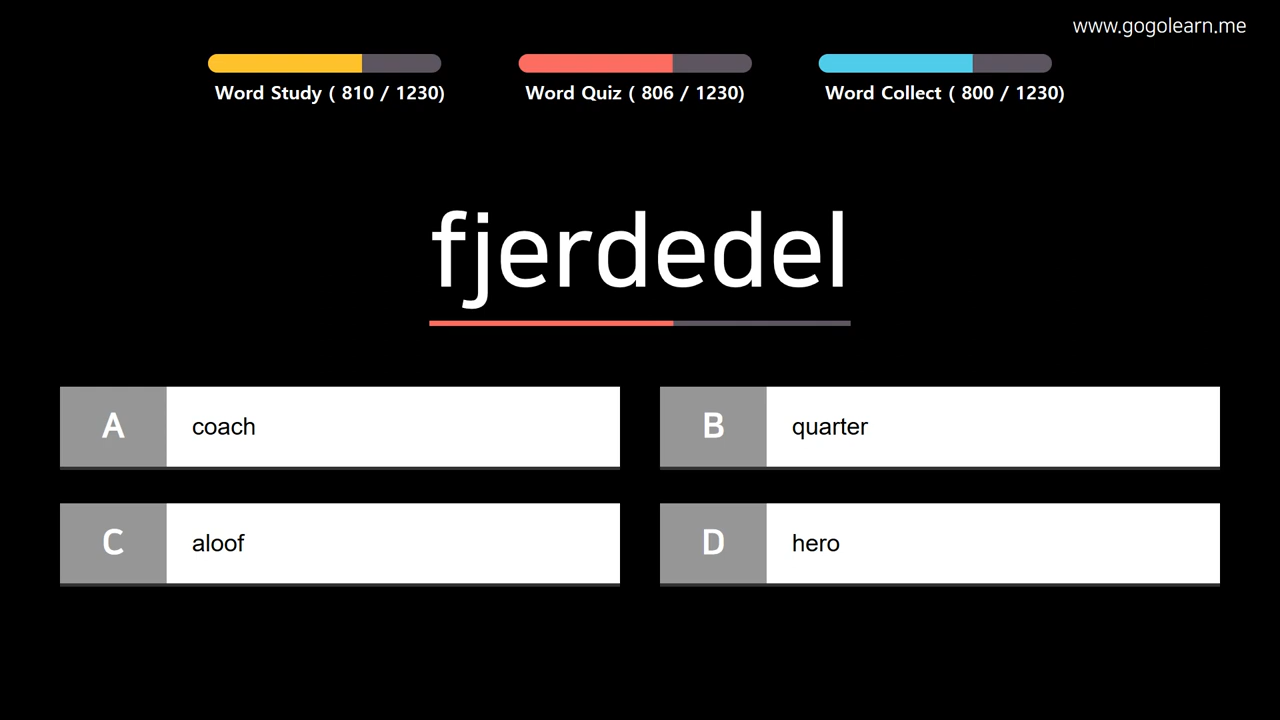 www.gogolearn.me
Word Study ( 810 / 1230)
Word Quiz ( 806 / 1230)
Word Collect ( 800 / 1230)
fjerdedel
A coach
B quarter
C aloof
D hero